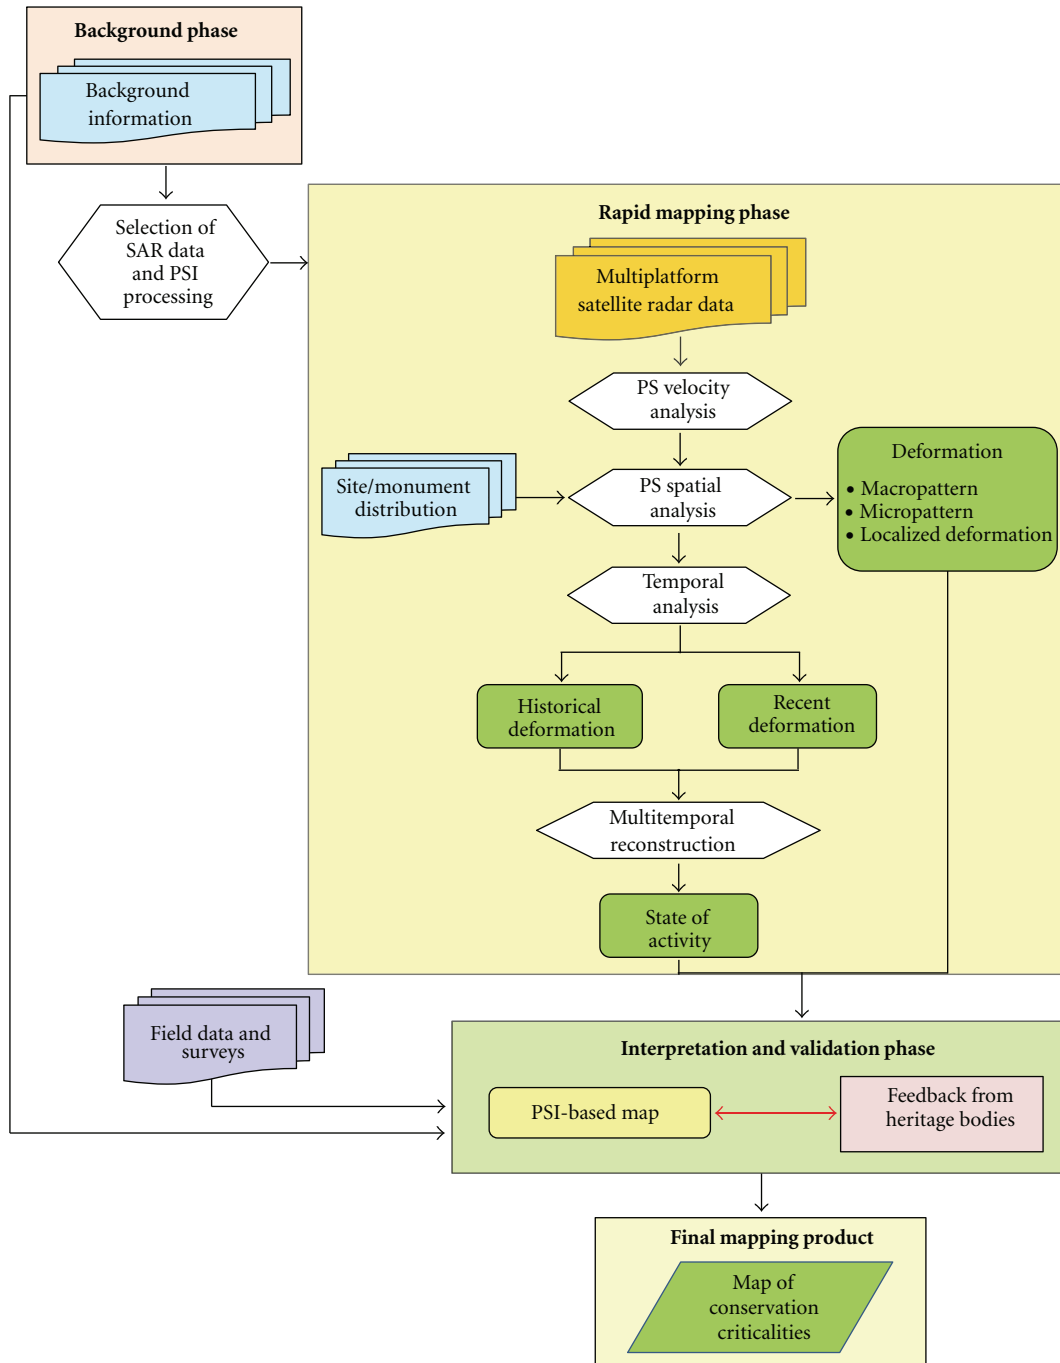 Background phase
Background
information
Selection of
SAR data
and PSI
processing
Rapid mapping phase
Multiplatform
satellite radar data
PS velocity
analysis
Site/monument
distribution
PS spatial
analysis
Deformation
• Macropattern
• Micropattern
• Localized deformation
Temporal
analysis
Historical
deformation
Recent
deformation
Multitemporal
reconstruction
State of
activity
Field data and
surveys
Interpretation and validation phase
PSI-based map
Feedback from
heritage bodies
Final mapping product
Map of
conservation
criticalities